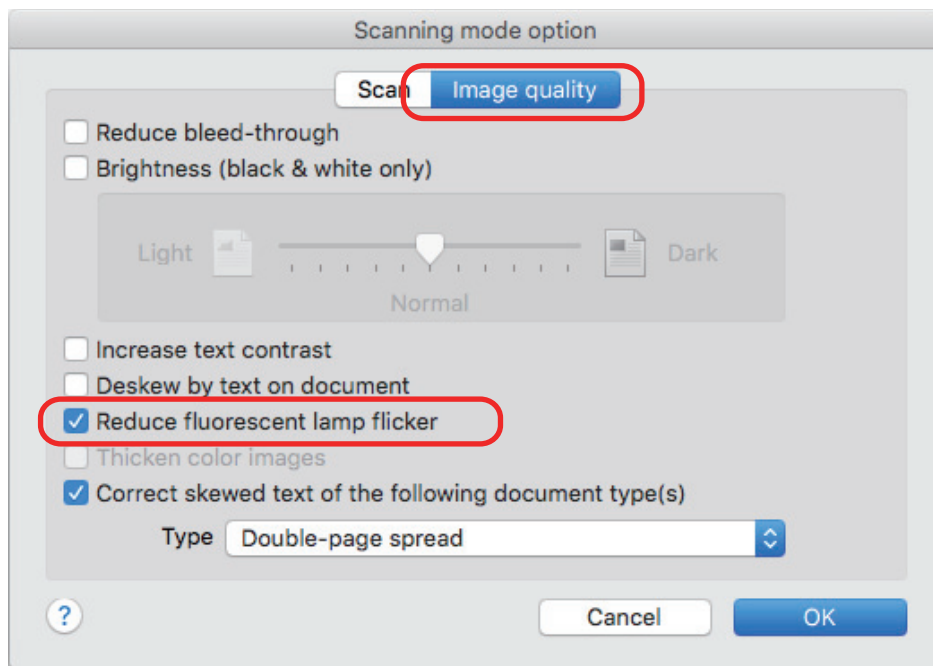 Scanning mode option
Scan Image quality
Reduce bleed-through
Brightness (black & white only)
Light Dark
Normal
Increase text contrast
Deskew by text on document
Reduce fluorescent lamp flicker
Thicken color images
Correct skewed text of the following document type(s)
Type Double-page spread
? Cancel OK